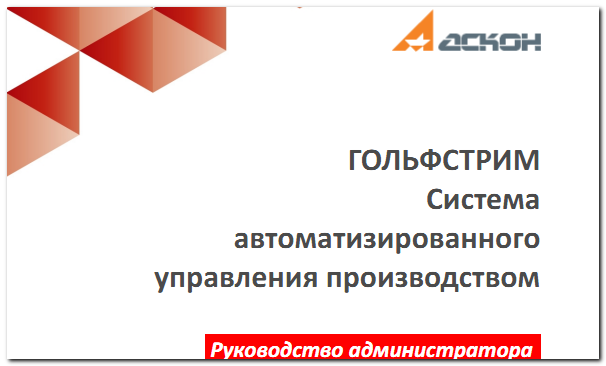 АСКОН
ГОЛЬФСТРИМ
Система
автоматизированного
управления производством
Руководство администратора